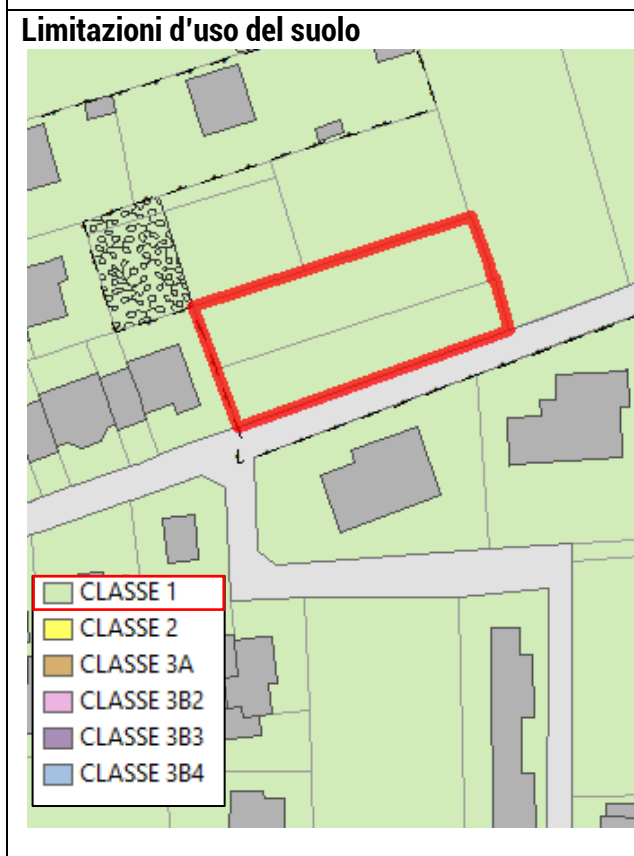 Limitazioni d'uso del suolo
CLASSE 1
CLASSE 2
CLASSE 3A
CLASSE 3B2
CLASSE 3B3
CLASSE 3B4